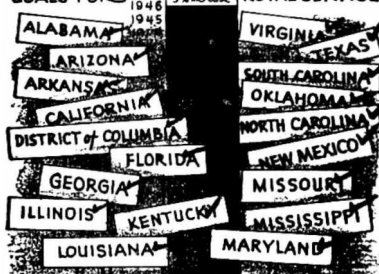 1946
1945
ALABAMA
ARIZONA
ARKANSAS
CALIFORNIA
DISTRICT of COLUMBIA
FLORIDA
GEORGIA
ILLINOIS
KENTUCKY
LOUISIANA
VIRGINIA
TEXAS
SOUTH CAROLINA
OKLAHOMA
NORTH CAROLINA
NEW MEXICO
MISSOURI
MISSISSIPPI
MARYLAND